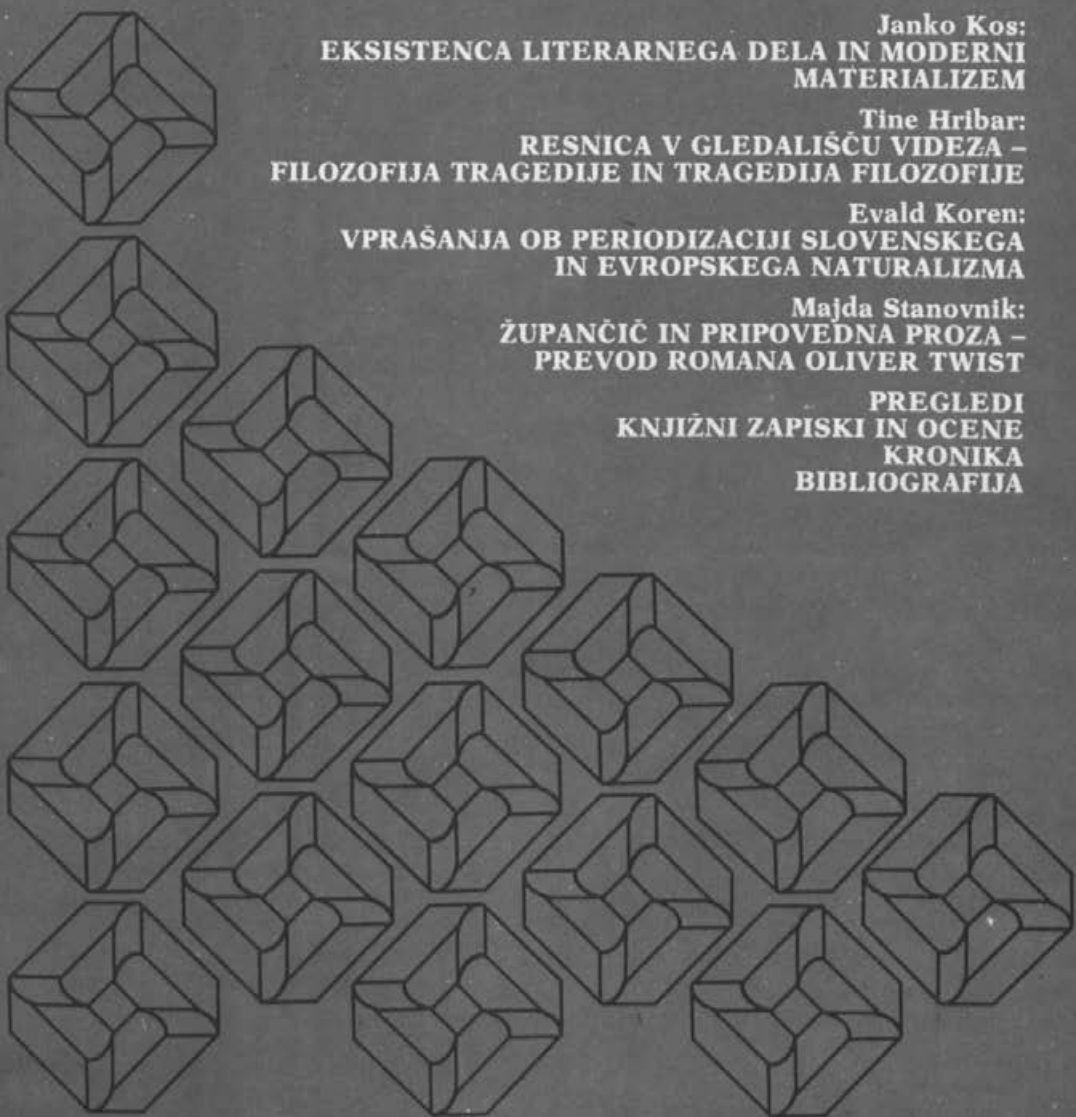 Janko Kos:
EKSISTENCA LITERARNEGA DELA IN MODERNI
MATERIALIZEM
Tine Hribar:
RESNICA V GLEDALIŠČU VIDEZA –
FILOZOFIJA TRAGEDIJE IN TRAGEDIJA FILOZOFIJE
Evald Koren:
VPRAŠANJA OB PERIODIZACIJI SLOVENSKEGA
IN EVROPSKEGA NATURALIZMA
Majda Stanovnik:
ŽUPANČIČ IN PRIPOVEDNA PROZA –
PREVOD ROMANA OLIVER TWIST
PREGLEDI
KNJIŽNI ZAPISKI IN OCENE
KRONIKA
BIBLIOGRAFIJA